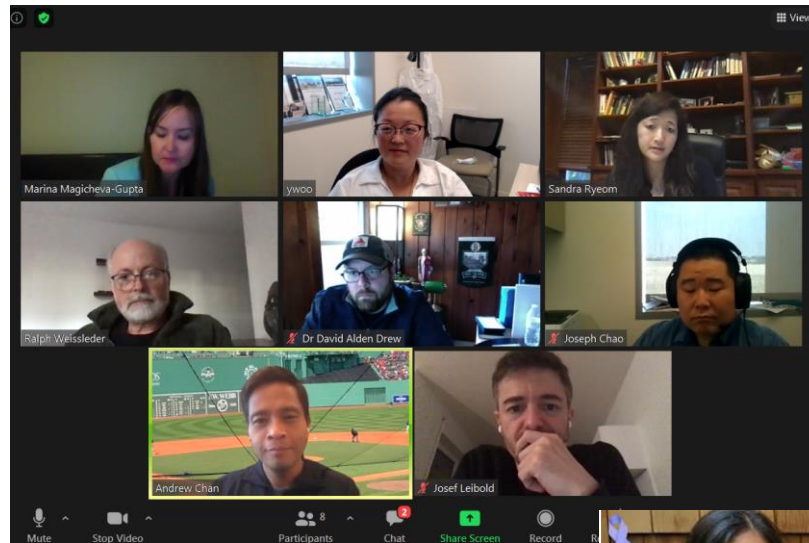 View
Marina Magicheva-Gupta
ywoo
Sandra Ryeom
Ralph Weissleder
Dr David Alden Drew
Joseph Chao
W.B. MASON
Andrew Chan
Josef Leibold
8
2
Mute
Stop Video
Participants
Chat
Share Screen
Record